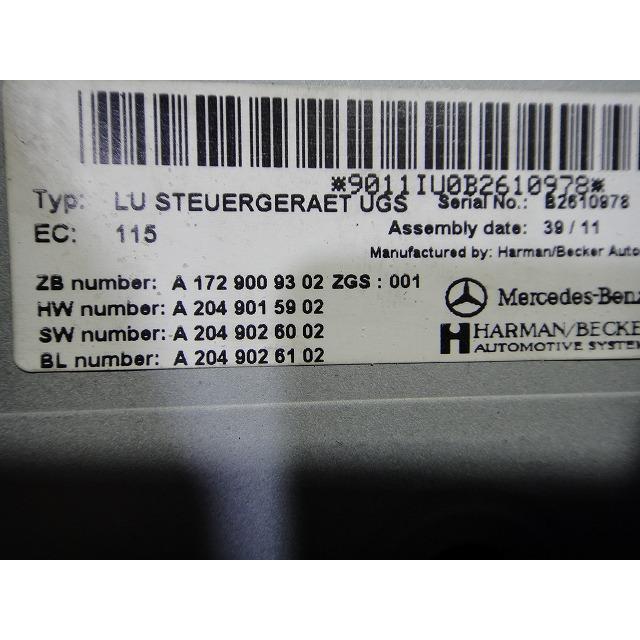 *9011IU0B2610978*
Typ: LU STEUERGERAET UGS Serial No.: B2610978
EC: 115 Assembly date: 39/11
Manufactured by: Harman/Becker Auto
ZB number: A 172 900 93 02 ZGS : 001
HW number: A 204 901 59 02
SW number: A 204 902 60 02
BL number: A 204 902 61 02
Mercedes-Benz
HARMAN/BECKER
AUTOMOTIVE SYSTEM